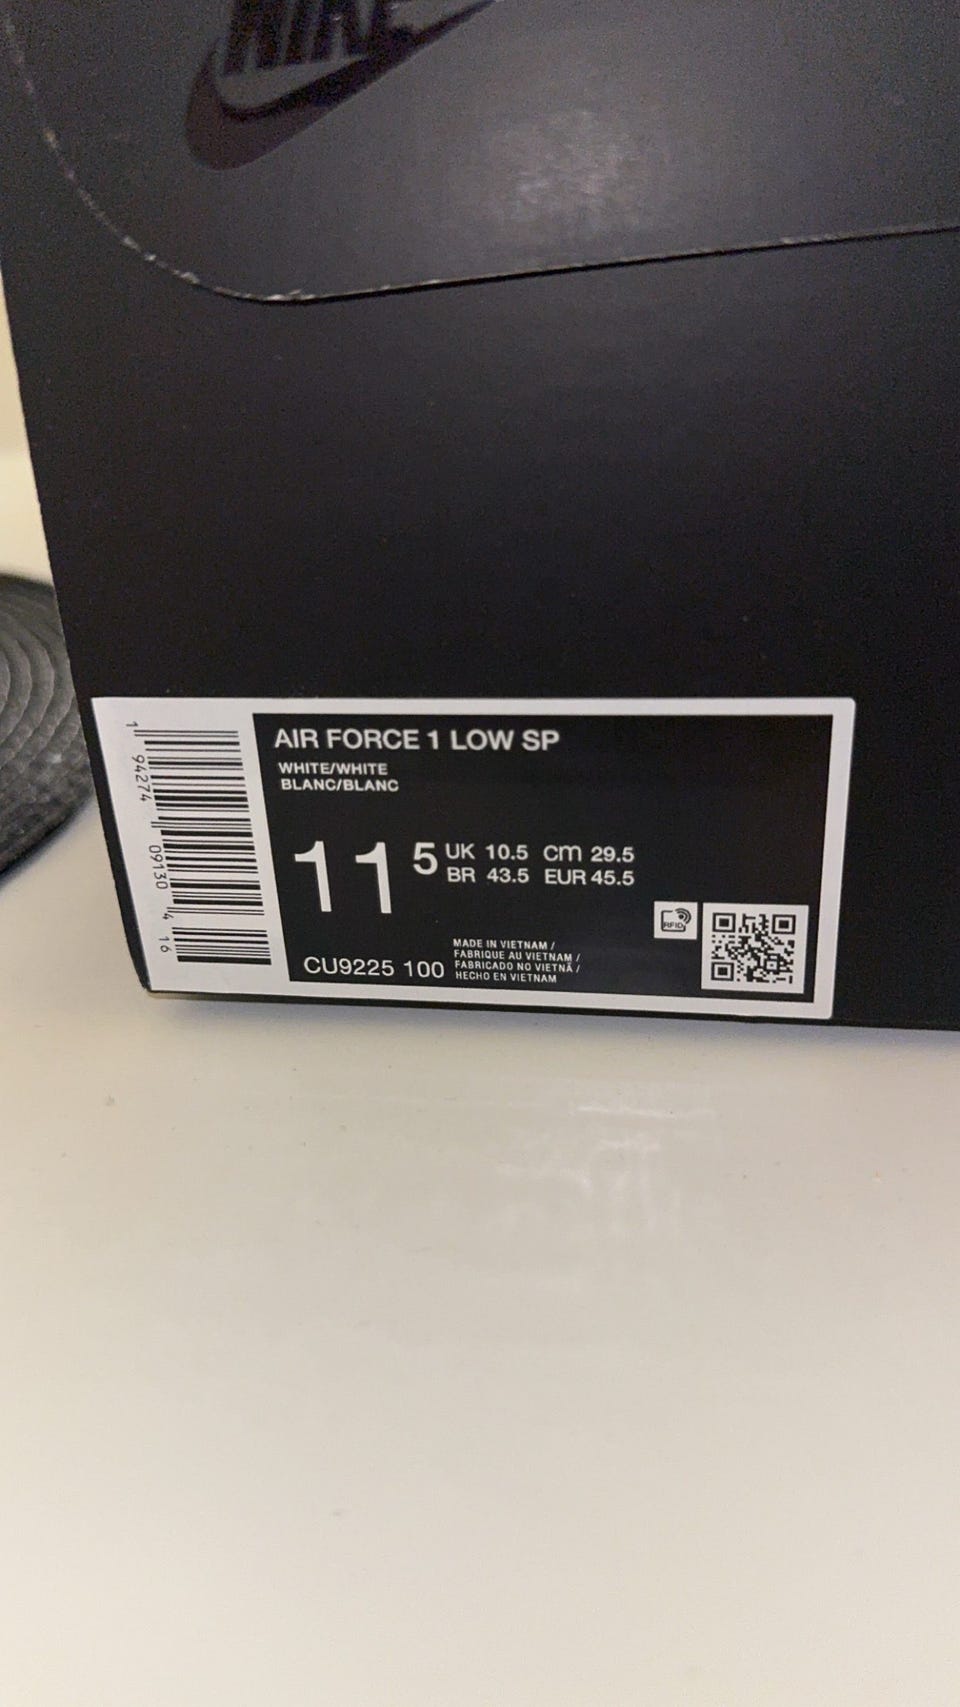 NIKE
AIR FORCE 1 LOW SP
WHITE/WHITE
BLANC/BLANC
11 5 UK 10.5 CM 29.5
BR 43.5 EUR 45.5
RFID
CU9225 100
MADE IN VIETNAM /
FABRIQUE AU VIETNAM /
FABRICADO NO VIETNÃ /
HECHO EN VIETNAM
1 94274 09130 4 16